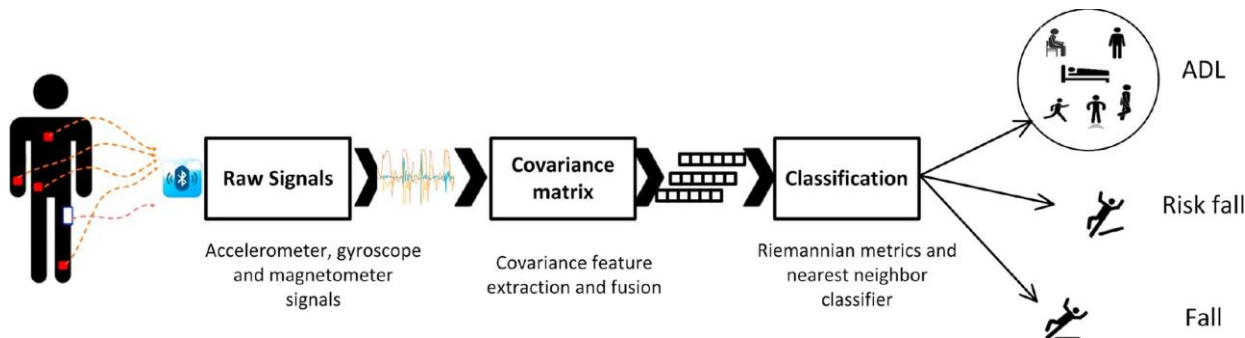 ADL
Raw Signals
Covariance
matrix
Classification
Risk fall
Accelerometer, gyroscope
and magnetometer
signals
Covariance feature
extraction and fusion
Riemannian metrics and
nearest neighbor
classifier
Fall